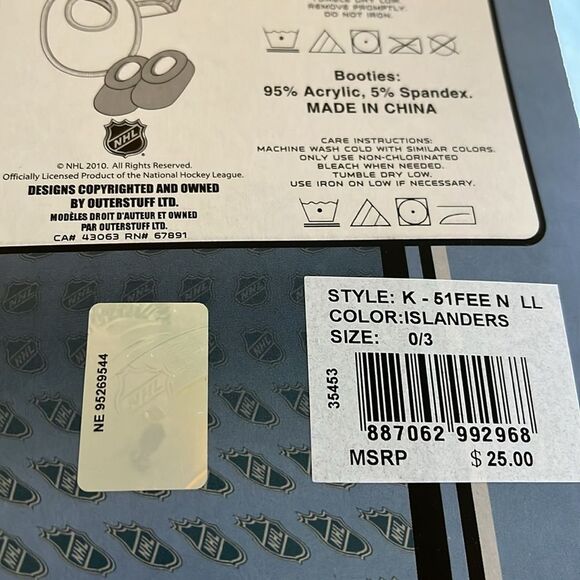 TUMBLE DRY LOW.
REMOVE PROMPTLY.
DO NOT IRON.
Booties:
95% Acrylic, 5% Spandex.
MADE IN CHINA
CARE INSTRUCTIONS:
MACHINE WASH COLD WITH SIMILAR COLORS.
ONLY USE NON-CHLORINATED
BLEACH WHEN NEEDED.
TUMBLE DRY LOW.
USE IRON ON LOW IF NECESSARY.
NHL
© NHL 2010. All Rights Reserved.
Officially Licensed Product of the National Hockey League.
DESIGNS COPYRIGHTED AND OWNED
BY OUTERSTUFF LTD.
MODÈLES DROIT D'AUTEUR ET OWNED
PAR OUTERSTUFF LTD.
CA# 43063 RN# 67891
NE 95269544
NHL
STYLE: K - 51FEE N LL
COLOR:ISLANDERS
SIZE: 0/3
35453
887062 992968
MSRP $ 25.00